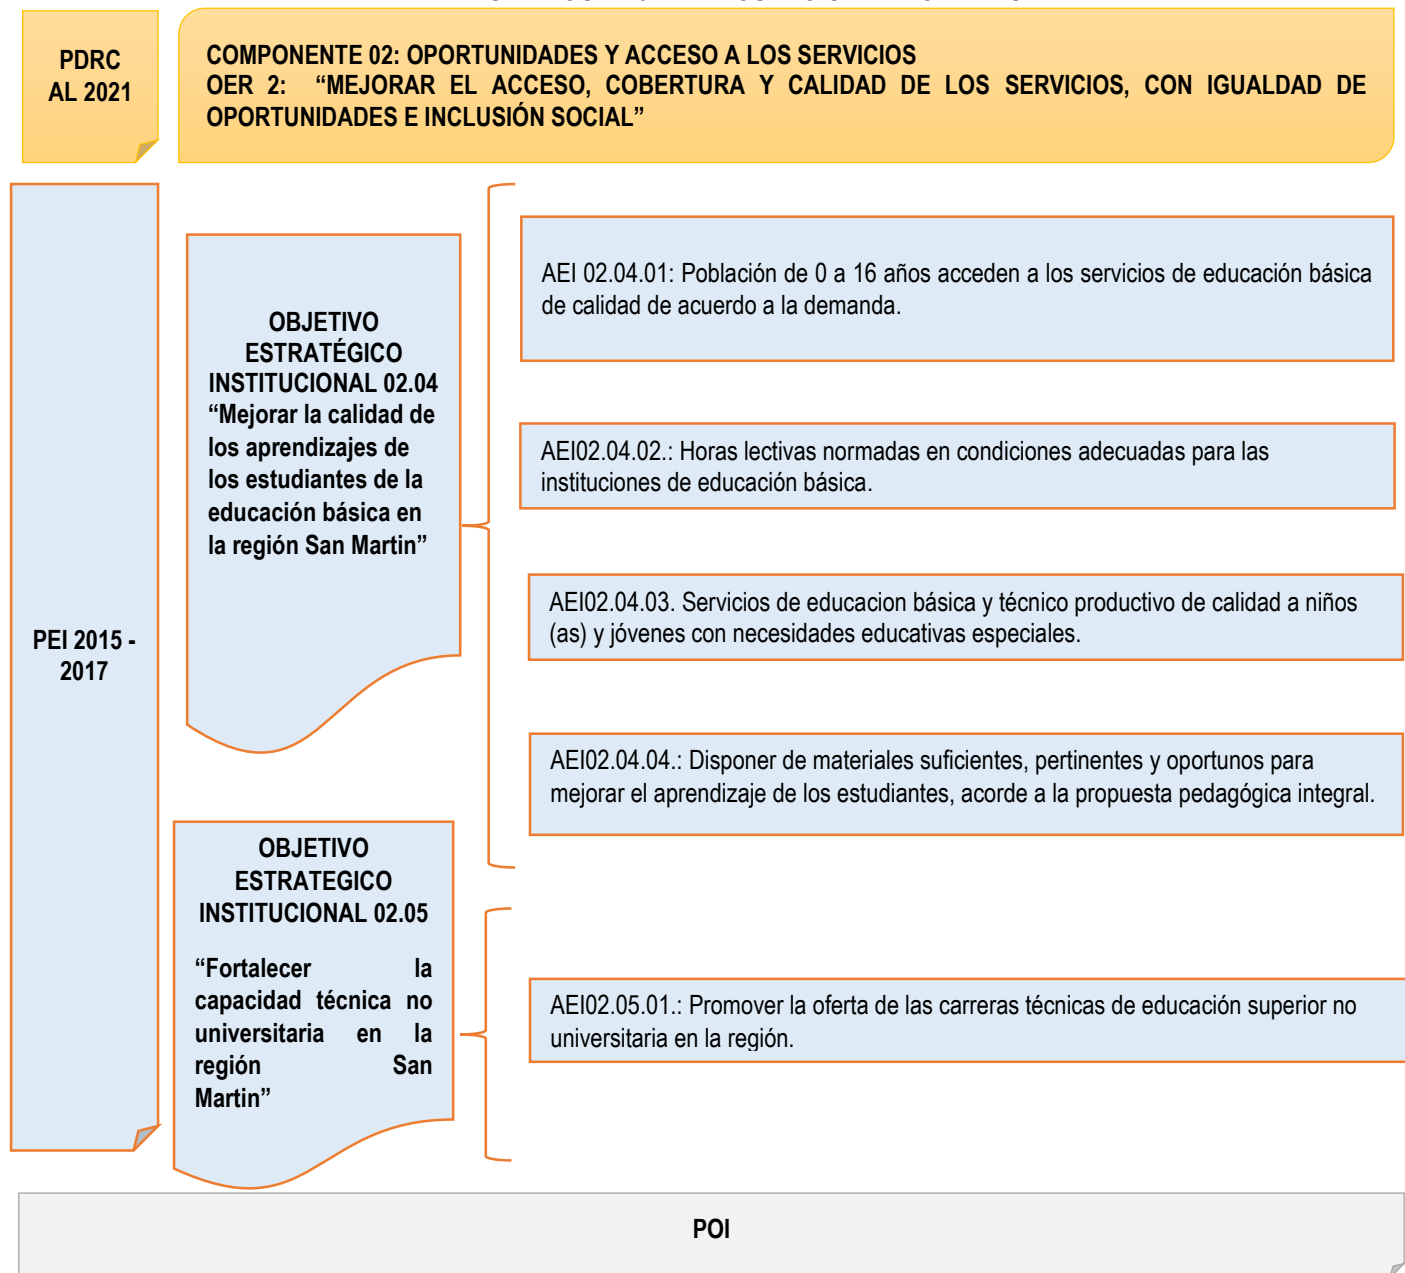 PDRC
AL 2021
COMPONENTE 02: OPORTUNIDADES Y ACCESO A LOS SERVICIOS
OER 2: “MEJORAR EL ACCESO, COBERTURA Y CALIDAD DE LOS SERVICIOS, CON IGUALDAD DE
OPORTUNIDADES E INCLUSIÓN SOCIAL”
PEI 2015 -
2017
OBJETIVO
ESTRATÉGICO
INSTITUCIONAL 02.04
“Mejorar la calidad de
los aprendizajes de
los estudiantes de la
educación básica en
la región San Martin”
AEI 02.04.01: Población de 0 a 16 años acceden a los servicios de educación básica
de calidad de acuerdo a la demanda.
AEI02.04.02.: Horas lectivas normadas en condiciones adecuadas para las
instituciones de educación básica.
AEI02.04.03. Servicios de educacion básica y técnico productivo de calidad a niños
(as) y jóvenes con necesidades educativas especiales.
AEI02.04.04.: Disponer de materiales suficientes, pertinentes y oportunos para
mejorar el aprendizaje de los estudiantes, acorde a la propuesta pedagógica integral.
OBJETIVO
ESTRATEGICO
INSTITUCIONAL 02.05
“Fortalecer la
capacidad técnica no
universitaria en la
región San
Martin”
AEI02.05.01.: Promover la oferta de las carreras técnicas de educación superior no
universitaria en la región.
POI